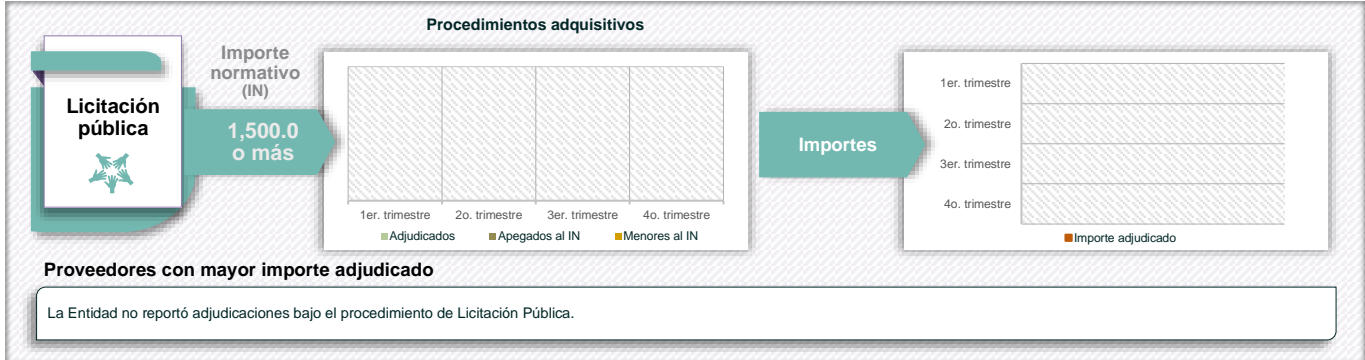 Procedimientos adquisitivos
Licitación
pública
Importe
normativo
(IN)
1,500.0
o más
1er. trimestre 2o. trimestre 3er. trimestre 4o. trimestre
Adjudicados Apegados al IN Menores al IN
Importes
1er. trimestre
2o. trimestre
3er. trimestre
4o. trimestre
Importe adjudicado
Proveedores con mayor importe adjudicado
La Entidad no reportó adjudicaciones bajo el procedimiento de Licitación Pública.